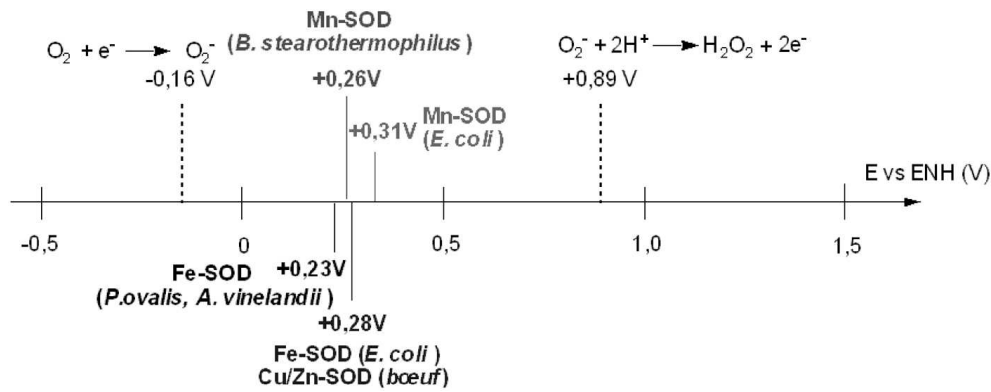 Mn-SOD
(B. stearothermophilus)
O₂ + e⁻ → O₂⁻
-0,16 V
+0,26V
O₂⁻ + 2H⁺ → H₂O₂ + 2e⁻
+0,89 V
+0,31V Mn-SOD
(E. coli )
E vs ENH (V)
-0,5 0 0,5 1,0 1,5
Fe-SOD +0,23V
(P.ovalis, A. vinelandii )
+0,28V
Fe-SOD (E. coli )
Cu/Zn-SOD (bœuf)